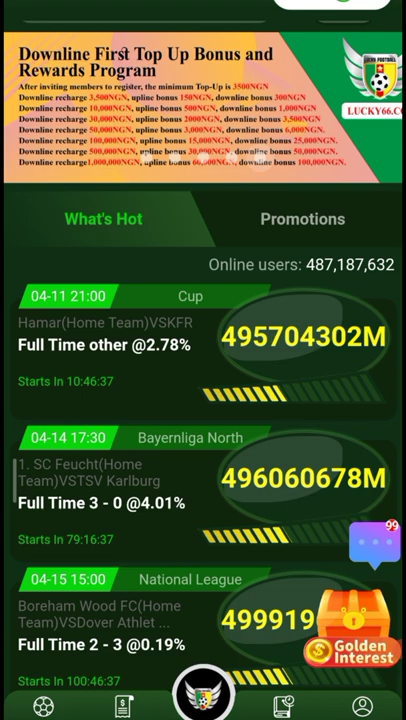 Downline First Top Up Bonus and
Rewards Program
After inviting members to register, the minimum Top-Up is 3500NGN
Downline recharge 3,500NGN, upline bonus 150NGN, downline bonus 300NGN
Downline recharge 10,000NGN, upline bonus 500NGN, downline bonus 1,000NGN
Downline recharge 30,000NGN, upline bonus 2000NGN, downline bonus 3,500NGN
Downline recharge 50,000NGN, upline bonus 3,000NGN, downline bonus 6,000NGN.
Downline recharge 100,000NGN, upline bonus 15,000NGN, downline bonus 25,000NGN.
Downline recharge 500,000NGN, upline bonus 30,000NGN, downline bonus 50,000NGN.
Downline recharge1,000,000NGN, upline bonus 60,000NGN, downline bonus 100,000NGN.
LUCKY FOOTBALL
LUCKY66.C
What's Hot
Promotions
Online users: 487,187,632
04-11 21:00
Cup
Hamar(Home Team)VSKFR
Full Time other @2.78%
495704302M
Starts In 10:46:37
04-14 17:30
Bayernliga North
1. SC Feucht(Home
Team)VSTSV Karlburg
Full Time 3 - 0 @4.01%
496060678M
Starts In 79:16:37
99
04-15 15:00
National League
Boreham Wood FC(Home
Team)VSDover Athlet ...
Full Time 2 - 3 @0.19%
499919
Golden
Interest
Starts In 100:46:37